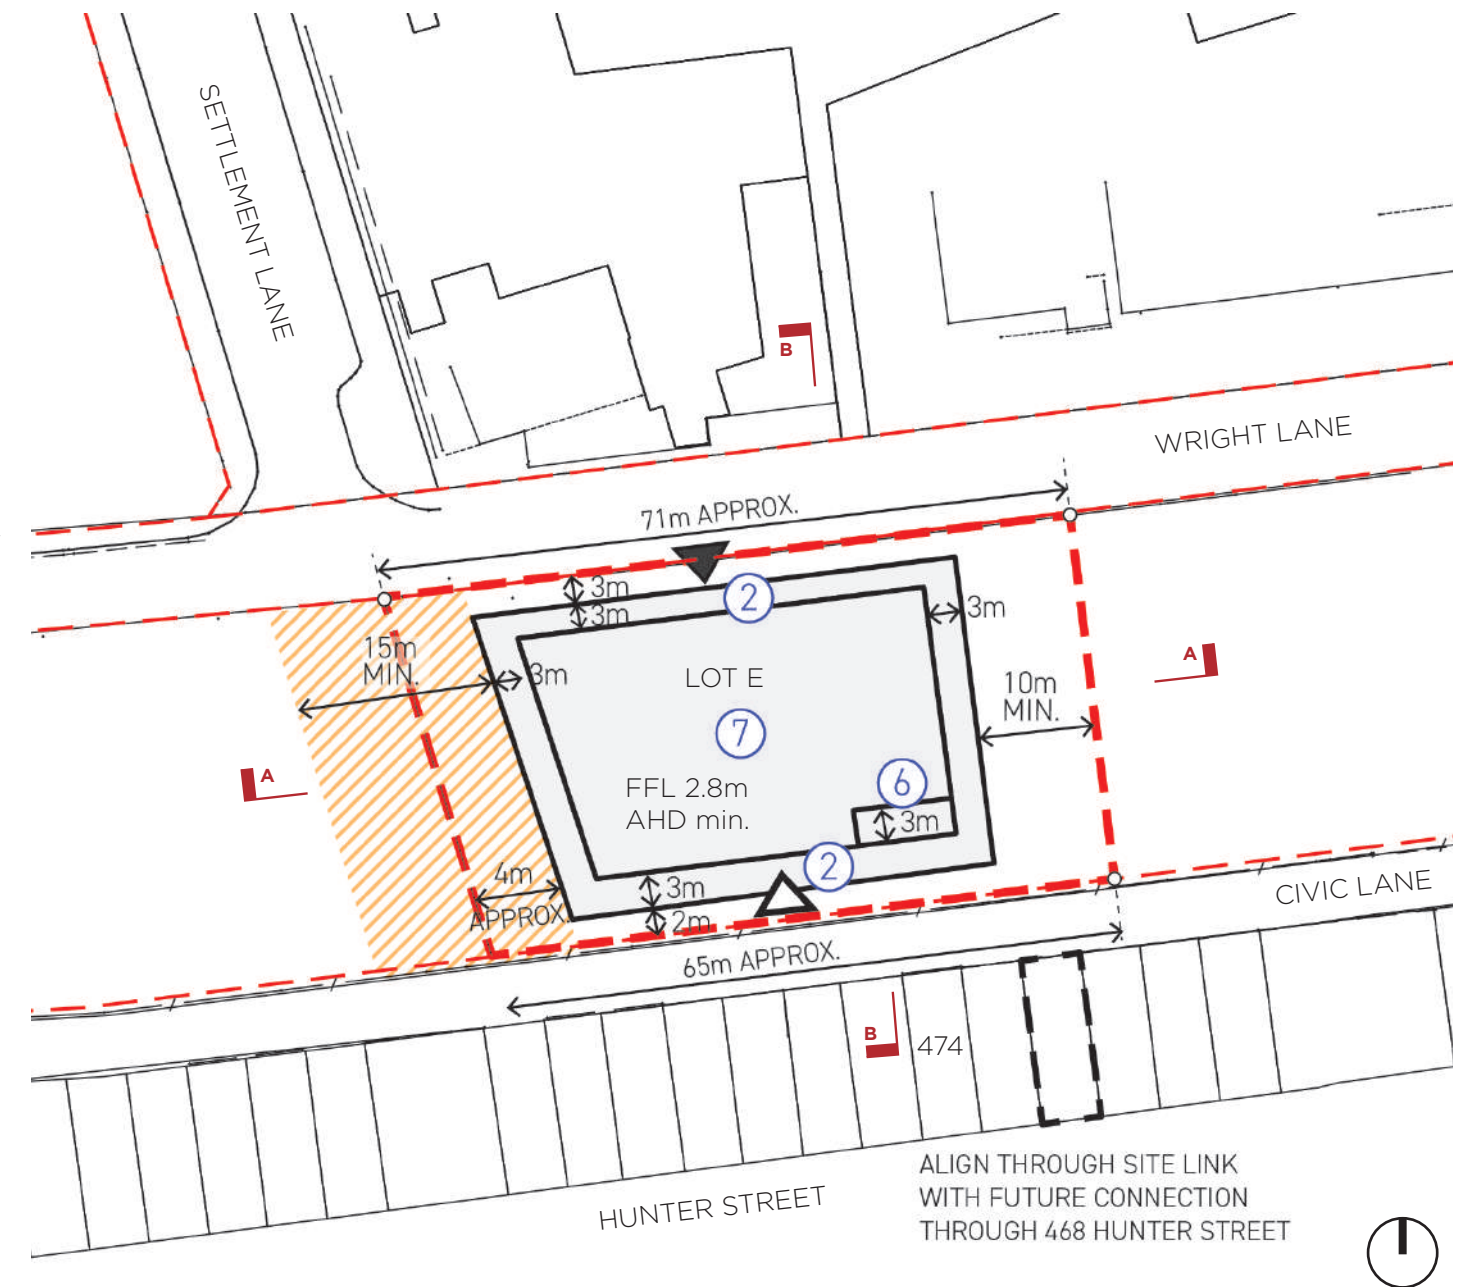 SETTLEMENT LANE
B
WRIGHT LANE
71m APPROX.
3m
2
3m
3m
15m
MIN.
3m
LOT E
A
10m
MIN.
7
A
6
FFL 2.8m
AHD min.
3m
2
4m
APPROX.
3m
2m
CIVIC LANE
65m APPROX.
B
474
ALIGN THROUGH SITE LINK
WITH FUTURE CONNECTION
THROUGH 468 HUNTER STREET
HUNTER STREET